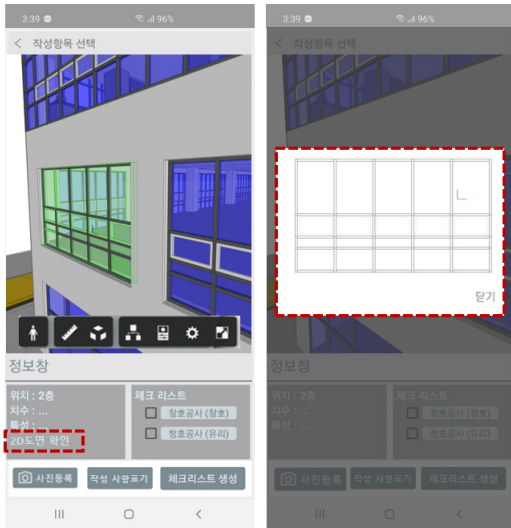 3:39
96%
작성항목 선택
정보창
위치 : 2층
치수 : ...
특성 : ...
2D도면 확인
체크 리스트
창호공사 (창호)
창호공사 (유리)
사진등록
작성 사항표기
체크리스트 생성
3:39
96%
작성항목 선택
닫기
정보창
위치 : 2층
치수 : ...
특성 : ...
2D도면 확인
체크 리스트
창호공사 (창호)
창호공사 (유리)
사진등록
작성 사항표기
체크리스트 생성